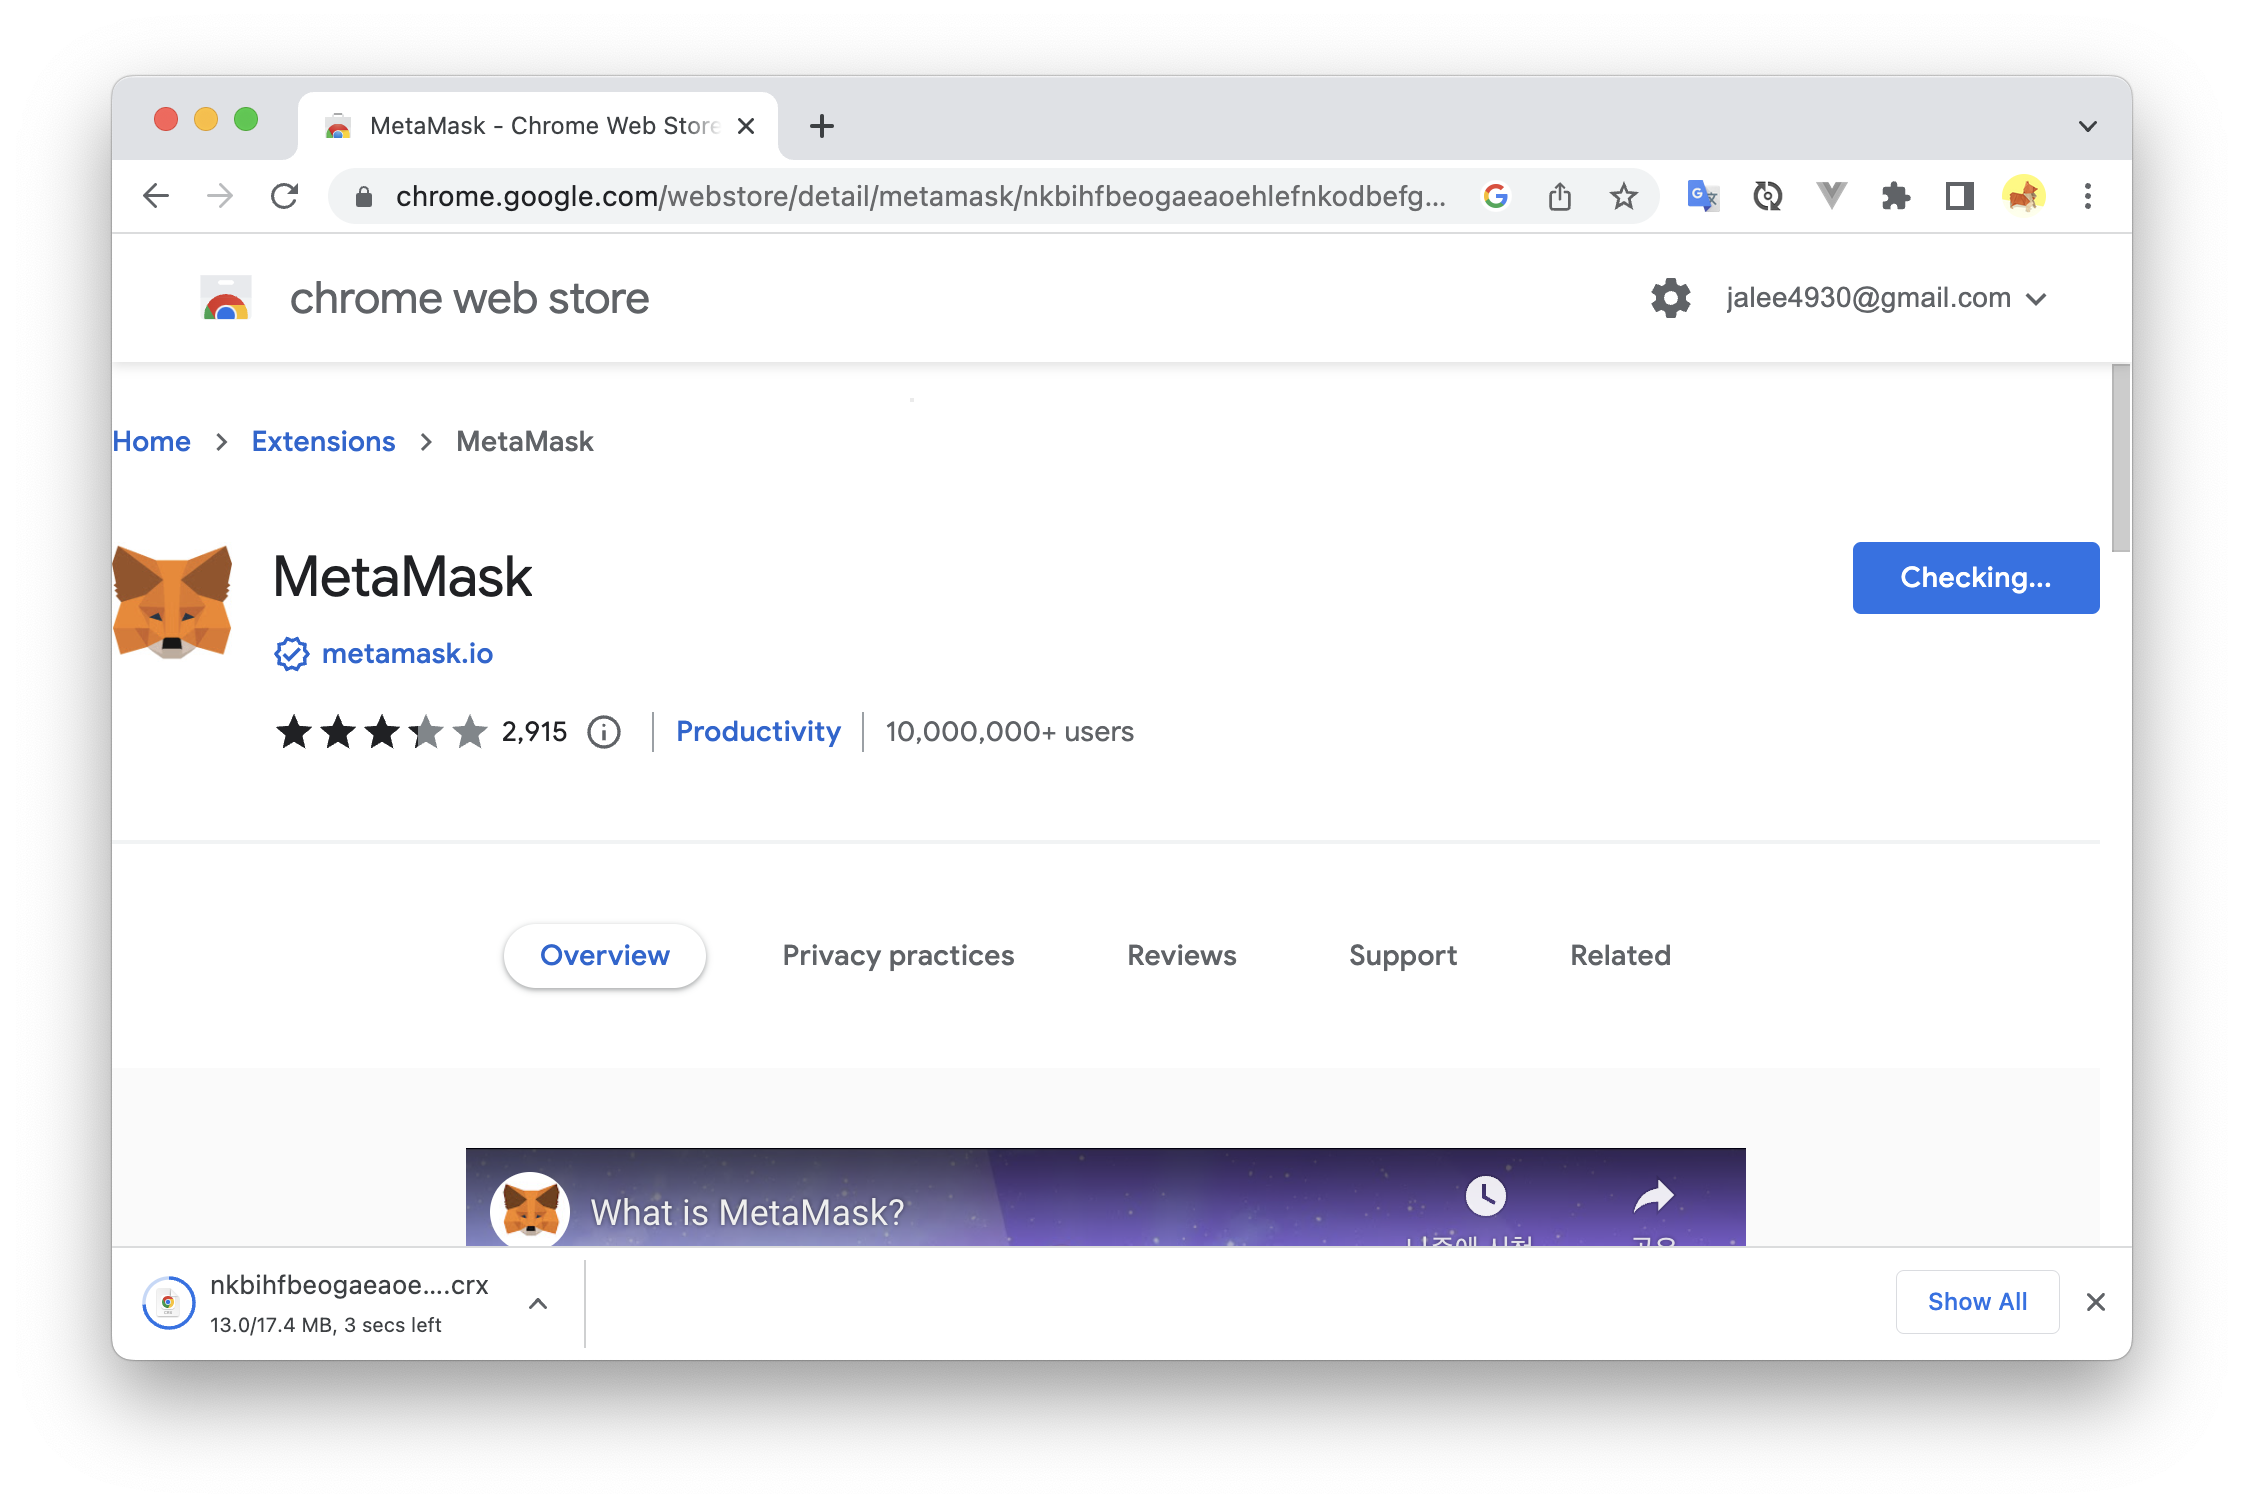 MetaMask - Chrome Web Store
chrome.google.com/webstore/detail/metamask/nkbihfbeogaeaoehlefnkodbefg...
chrome web store
jalee4930@gmail.com
Home > Extensions > MetaMask
MetaMask
Checking...
metamask.io
2,915
Productivity
10,000,000+ users
Overview
Privacy practices
Reviews
Support
Related
What is MetaMask?
nkbihfbeogaeaoe....crx
13.0/17.4 MB, 3 secs left
Show All